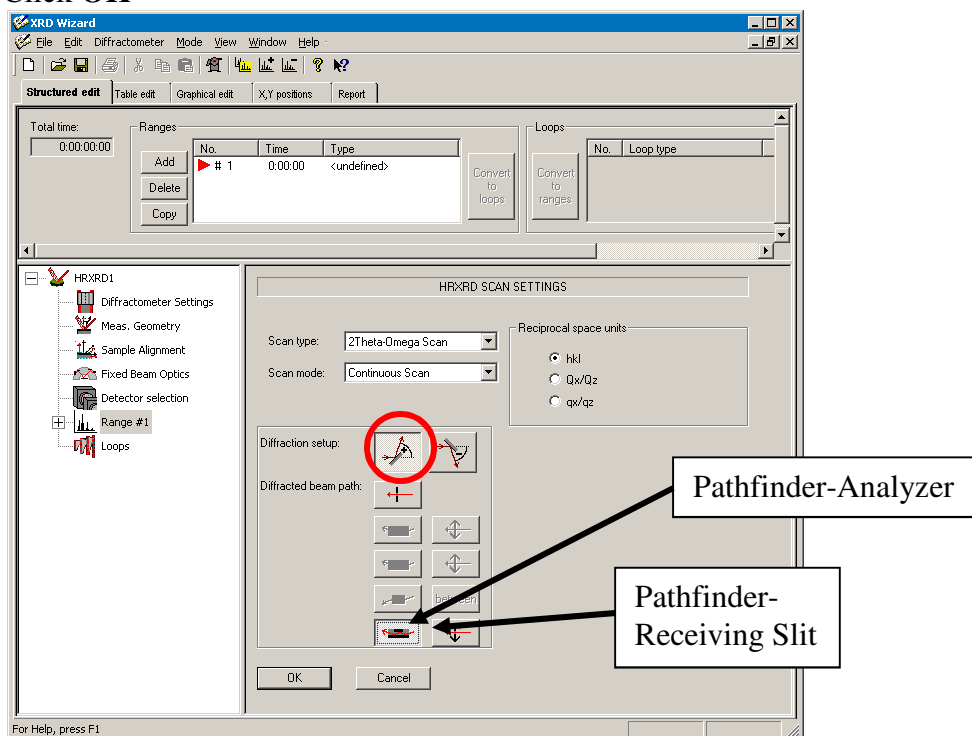 Click OK
XRD Wizard
File Edit Diffractometer Mode View Window Help
Structured edit Table edit Graphical edit X,Y positions Report
Total time:
0:00:00:00
Ranges
Add
Delete
Copy
No. Time Type
# 1 0:00:00 <undefined>
Convert
to
loops
Loops
Convert
to
ranges
No. Loop type
HRXRD1
Diffractometer Settings
Meas. Geometry
Sample Alignment
Fixed Beam Optics
Detector selection
Range #1
Loops
HRXRD SCAN SETTINGS
Scan type: 2Theta-Omega Scan
Scan mode: Continuous Scan
Reciprocal space units
hkl
Qx/Qz
qx/qz
Diffraction setup:
Diffracted beam path:
between
OK Cancel
Pathfinder-Analyzer
Pathfinder-
Receiving Slit
For Help, press F1